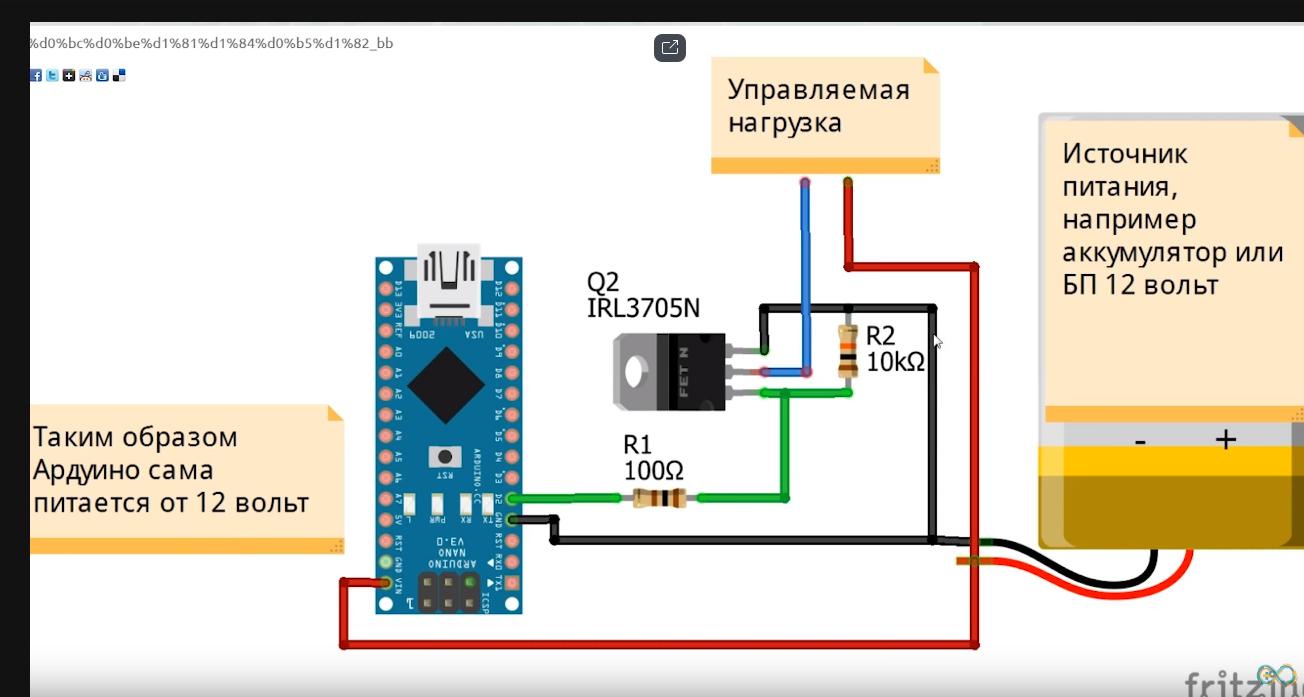 %d0%bc%d0%be%d1%81%d1%84%d0%b5%d1%82_bb
Управляемая
нагрузка
Источник
питания,
например
аккумулятор или
БП 12 вольт
- +
Q2
IRL3705N
FET N
R2
10kΩ
R1
100Ω
Таким образом
Ардуино сама
питается от 12 вольт
D13
3V3
REF
A0
A1
A2
A3
A4
A5
A6
A7
5V
RST
GND
VIN
D12
D11
D10
D9
D8
D7
D6
D5
D4
D3
D2
GND
RST
RX0
TX1
USA
2009
RST
ARDUINO.CC
L
PWR
RX
TX
V3.0
NANO
ARDUINO
ICSP
1